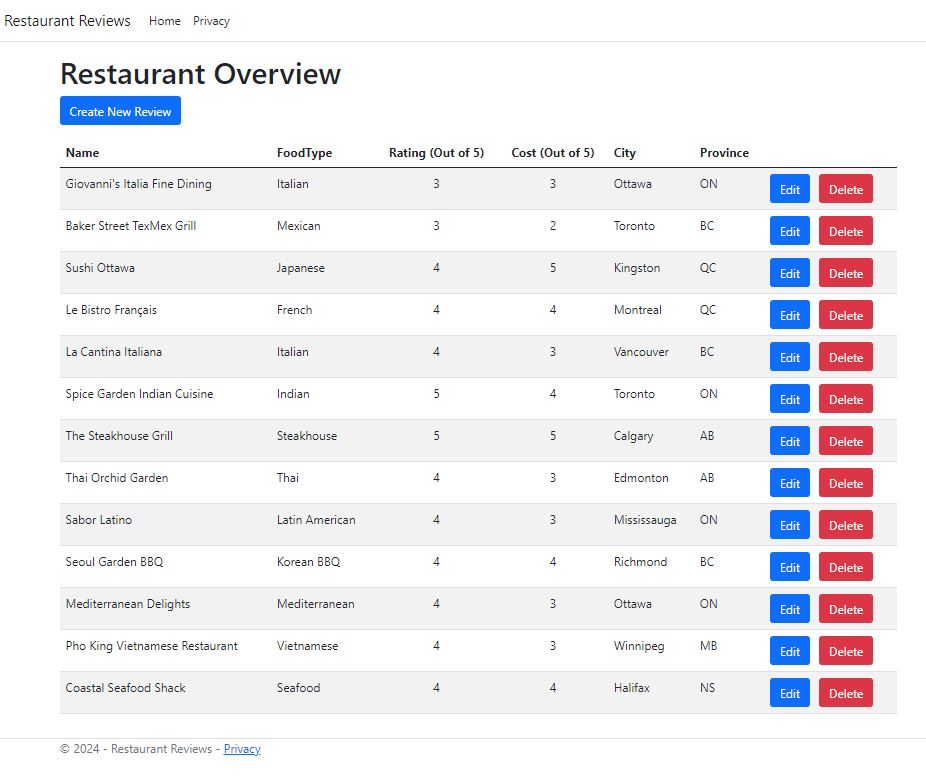 Restaurant Reviews Home Privacy
Restaurant Overview
Create New Review
Name FoodType Rating (Out of 5) Cost (Out of 5) City Province
Giovanni's Italia Fine Dining Italian 3 3 Ottawa ON Edit Delete
Baker Street TexMex Grill Mexican 3 2 Toronto BC Edit Delete
Sushi Ottawa Japanese 4 5 Kingston QC Edit Delete
Le Bistro Français French 4 4 Montreal QC Edit Delete
La Cantina Italiana Italian 4 3 Vancouver BC Edit Delete
Spice Garden Indian Cuisine Indian 5 4 Toronto ON Edit Delete
The Steakhouse Grill Steakhouse 5 5 Calgary AB Edit Delete
Thai Orchid Garden Thai 4 3 Edmonton AB Edit Delete
Sabor Latino Latin American 4 3 Mississauga ON Edit Delete
Seoul Garden BBQ Korean BBQ 4 4 Richmond BC Edit Delete
Mediterranean Delights Mediterranean 4 3 Ottawa ON Edit Delete
Pho King Vietnamese Restaurant Vietnamese 4 3 Winnipeg MB Edit Delete
Coastal Seafood Shack Seafood 4 4 Halifax NS Edit Delete
© 2024 - Restaurant Reviews - Privacy